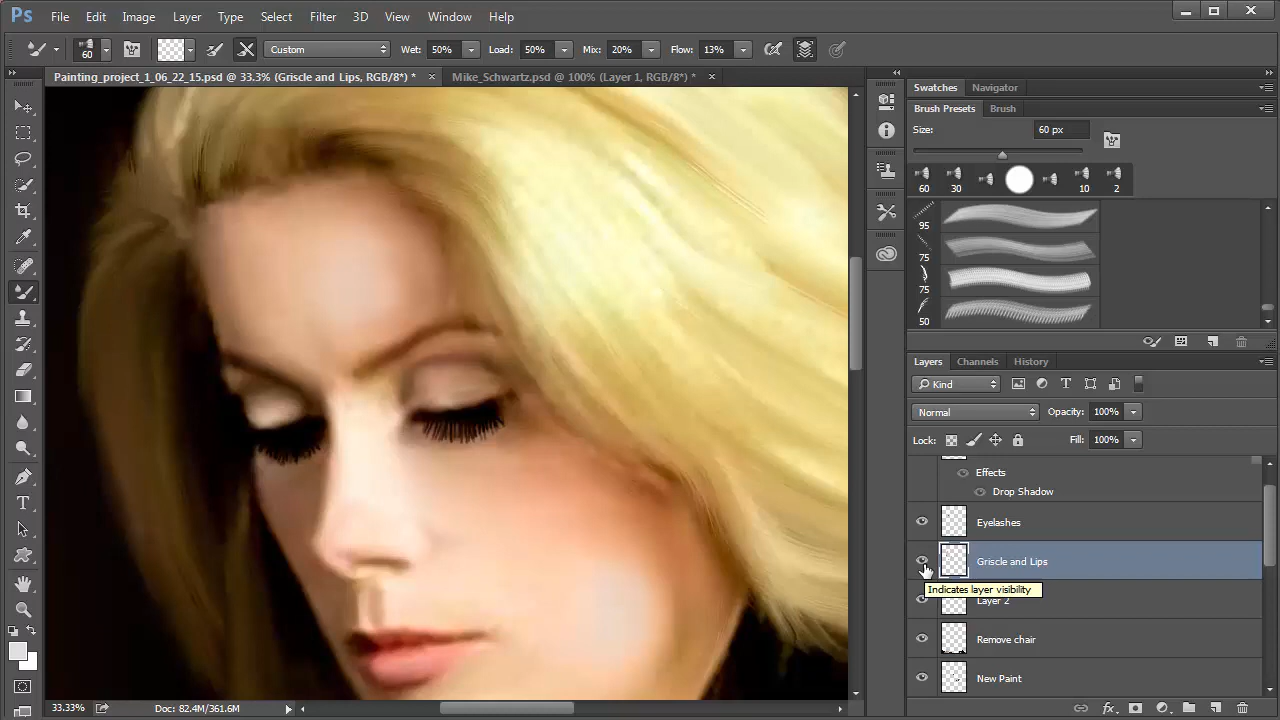 Ps File Edit Image Layer Type Select Filter 3D View Window Help
60 Custom Wet: 50% Load: 50% Mix: 20% Flow: 13%
Painting_project_1_06_22_15.psd @ 33.3% (Griscle and Lips, RGB/8*) * × Mike_Schwartz.psd @ 100% (Layer 1, RGB/8*) * ×
Swatches Navigator
Brush Presets Brush
Size: 60 px
60 30 10 2
95
75
75
50
Layers Channels History
Kind
Normal Opacity: 100%
Lock: Fill: 100%
Effects
Drop Shadow
Eyelashes
Griscle and Lips
Indicates layer visibility
Layer 2
Remove chair
New Paint
33.33% Doc: 82.4M/361.6M
fx